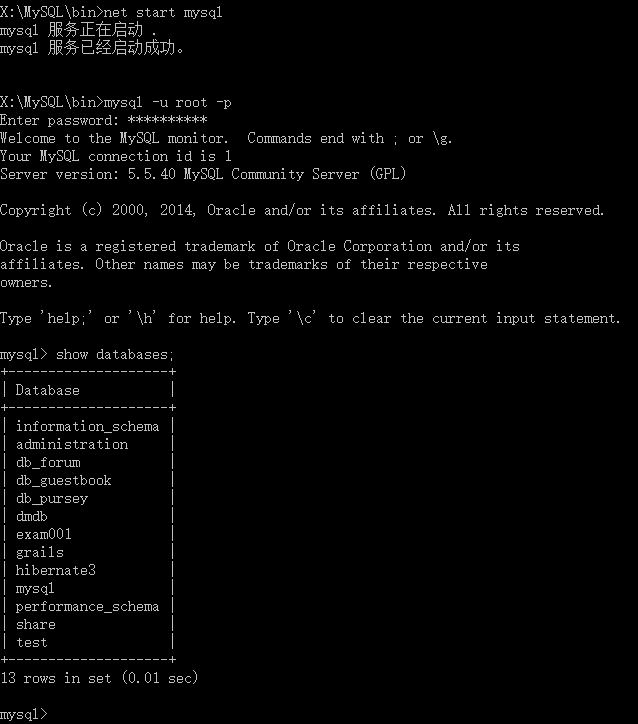 X:\MySQL\bin>net start mysql
mysql 服务正在启动 .
mysql 服务已经启动成功。
X:\MySQL\bin>mysql -u root -p
Enter password: **********
Welcome to the MySQL monitor.  Commands end with ; or \g.
Your MySQL connection id is 1
Server version: 5.5.40 MySQL Community Server (GPL)
Copyright (c) 2000, 2014, Oracle and/or its affiliates. All rights reserved.
Oracle is a registered trademark of Oracle Corporation and/or its
affiliates. Other names may be trademarks of their respective
owners.
Type 'help;' or '\h' for help. Type '\c' to clear the current input statement.
mysql> show databases;
+--------------------+
| Database           |
+--------------------+
| information_schema |
| administration     |
| db_forum           |
| db_guestbook       |
| db_pursey          |
| dmdb               |
| exam001            |
| grails             |
| hibernate3         |
| mysql              |
| performance_schema |
| share              |
| test               |
+--------------------+
13 rows in set (0.01 sec)
mysql>